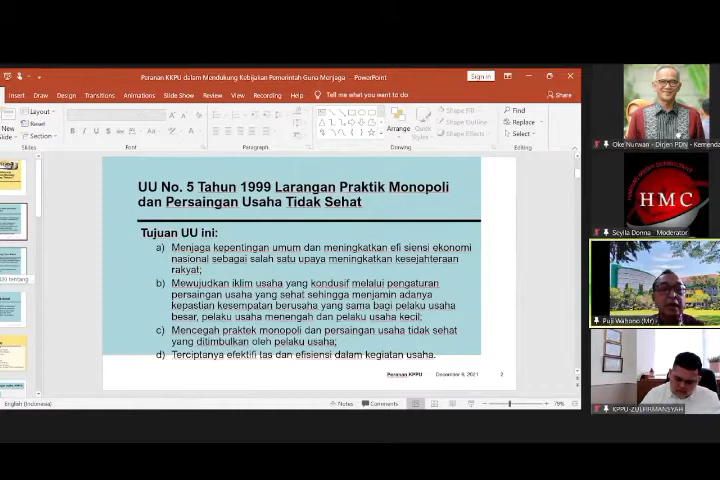 Peranan KKPU dalam Mendukung Kebijakan Pemerintah Guna Menjaga - PowerPoint
Sign in
Insert Draw Design Transitions Animations Slide Show Review View Recording Help Tell me what you want to do
Share
New
Slide
Layout
Reset
Section
Font
Paragraph
Arrange
Quick
Styles
Shape Fill
Shape Outline
Shape Effects
Drawing
Find
Replace
Select
Editing
UU No. 5 Tahun 1999 Larangan Praktik Monopoli
dan Persaingan Usaha Tidak Sehat
Tujuan UU ini:
a) Menjaga kepentingan umum dan meningkatkan efi siensi ekonomi
nasional sebagai salah satu upaya meningkatkan kesejahteraan
rakyat;
b) Mewujudkan iklim usaha yang kondusif melalui pengaturan
persaingan usaha yang sehat sehingga menjamin adanya
kepastian kesempatan berusaha yang sama bagi pelaku usaha
besar, pelaku usaha menengah dan pelaku usaha kecil;
c) Mencegah praktek monopoli dan persaingan usaha tidak sehat
yang ditimbulkan oleh pelaku usaha;
d) Terciptanya efektifi tas dan efisiensi dalam kegiatan usaha.
Peranan KPPU December 9, 2021 2
English (Indonesia)
Notes
Comments
79%
Oke Nurwan - Dirjen PDN - Kemenda
HMC
Seylla Donna - Moderator
Puji Wahono (Mr)
KPPU-ZULFIRMANSYAH